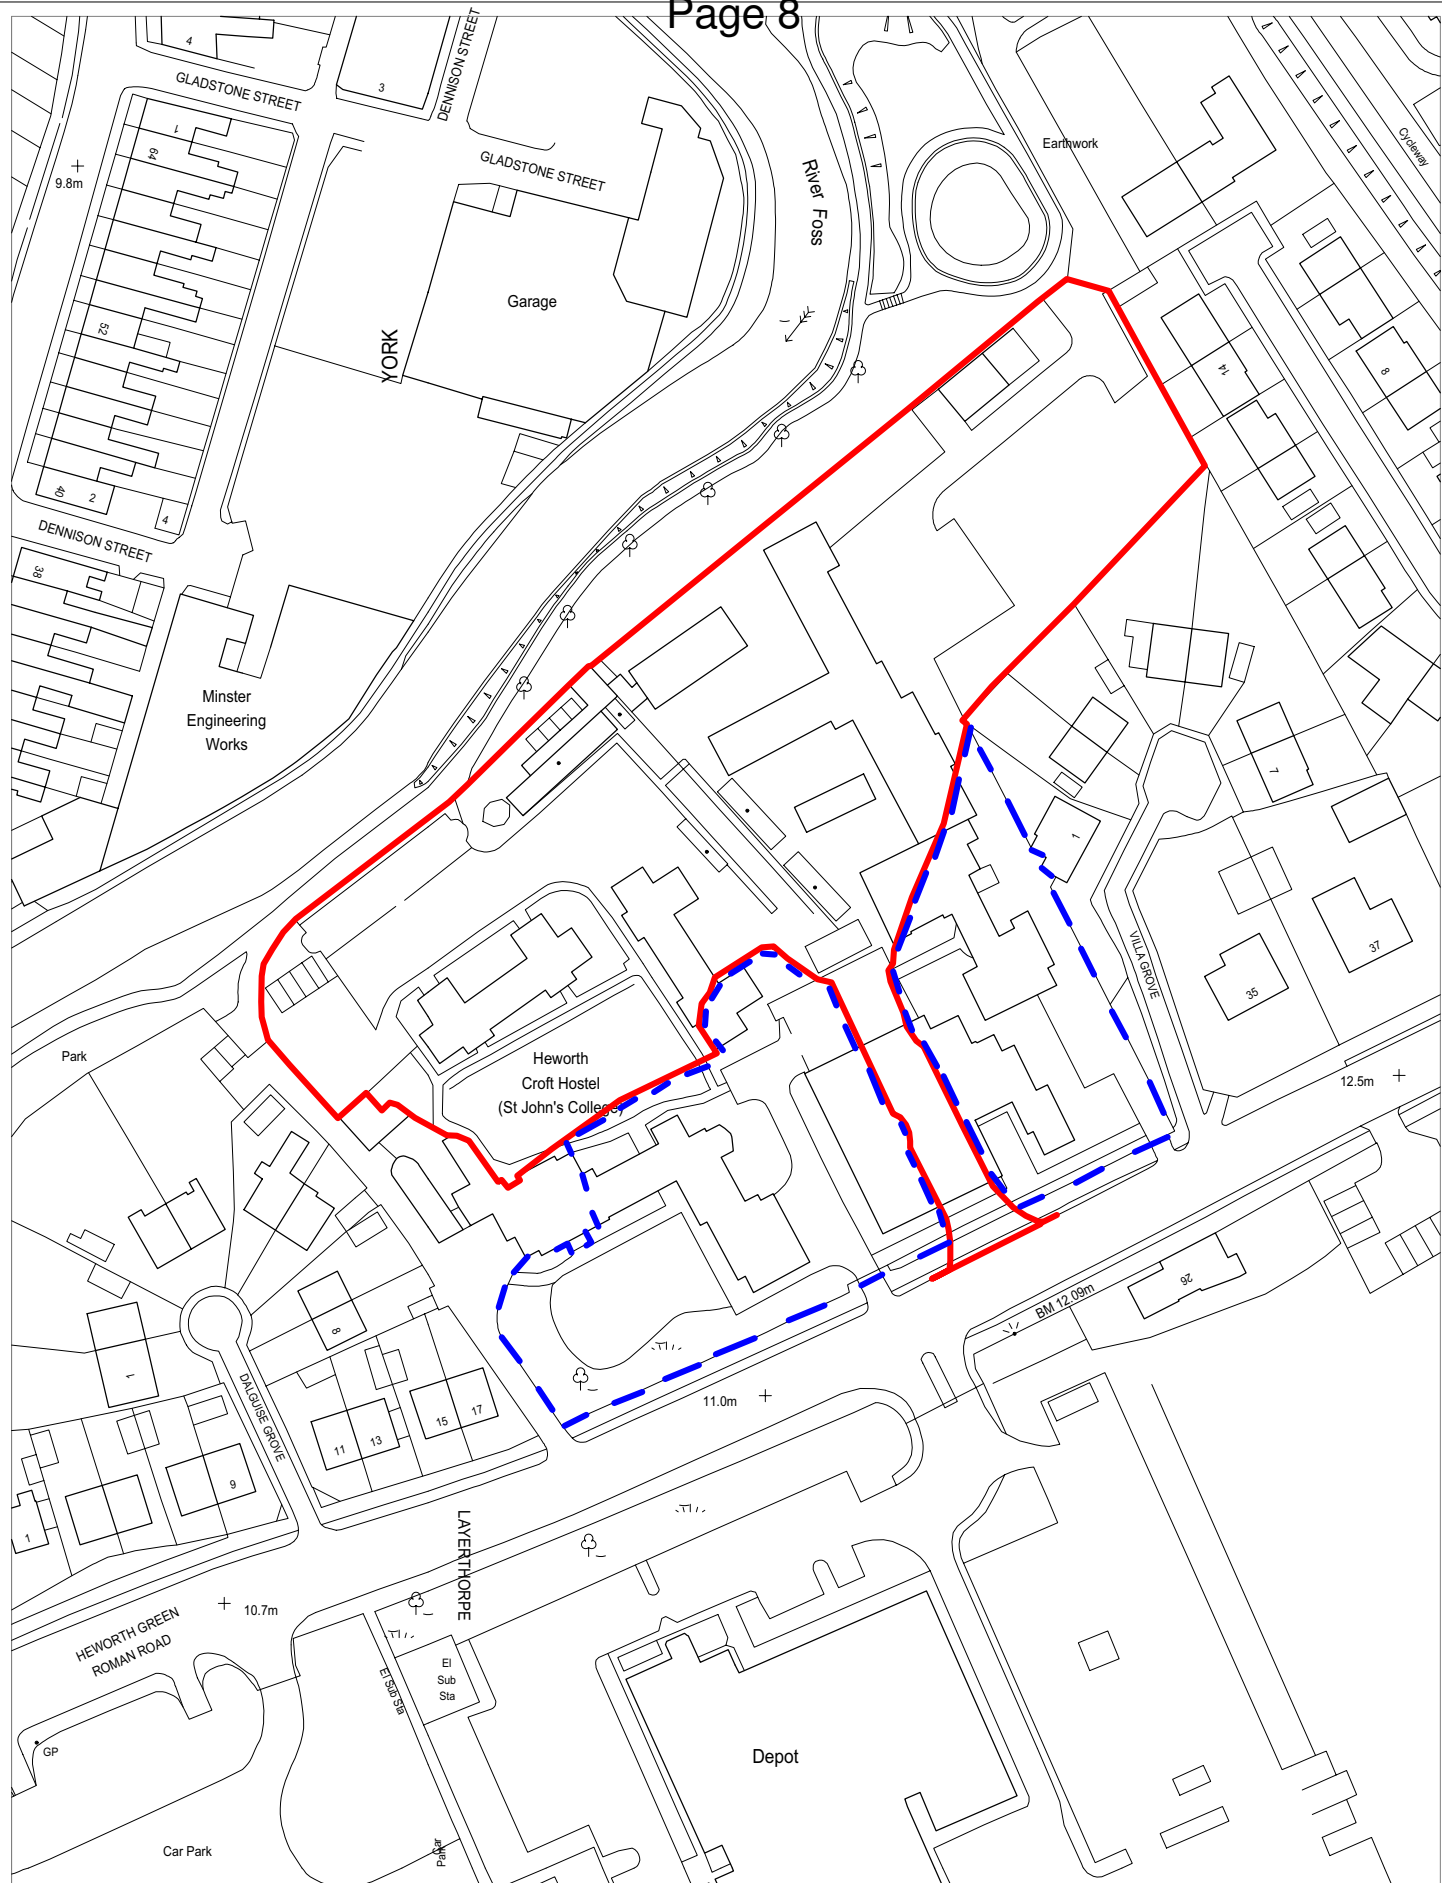 Page 8
4
GLADSTONE STREET
3
DENNISON STREET
1
64
9.8m
GLADSTONE STREET
River Foss
Earthwork
Cycleway
Garage
YORK
52
14
8
40
2
4
DENNISON STREET
38
Minster
Engineering
Works
7
1
VILLA GROVE
37
35
Park
Heworth
Croft Hostel
(St John's College)
12.5m
BM 12.09m
26
8
1
DALGUISE GROVE
11.0m
15
17
11
13
9
1
LAYERTHORPE
10.7m
HEWORTH GREEN
ROMAN ROAD
El Sub Sta
El
Sub
Sta
GP
Depot
Car Park
Car
Park